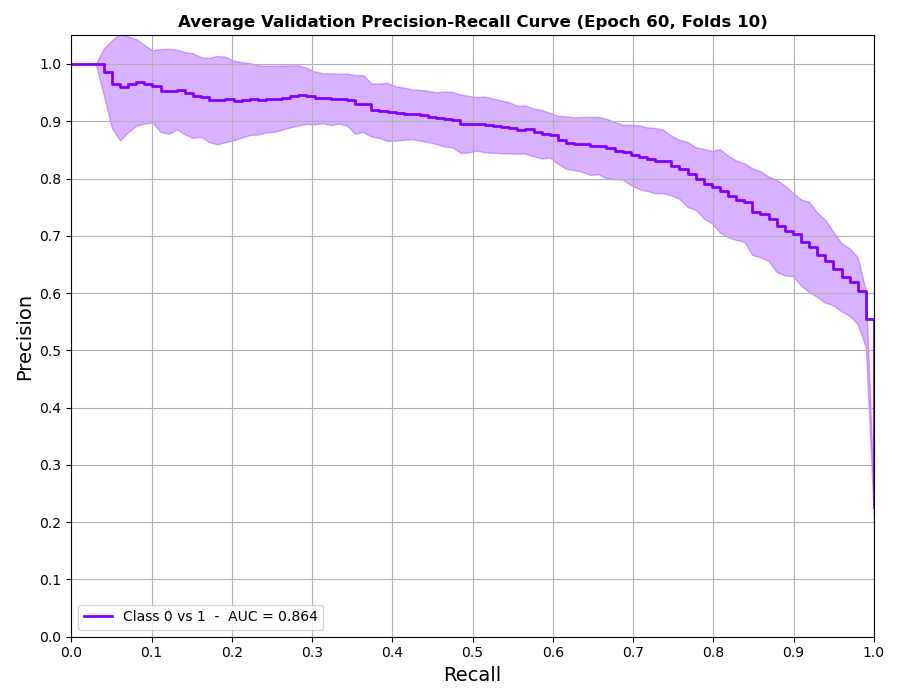 Average Validation Precision-Recall Curve (Epoch 60, Folds 10)
1.0
0.9
0.8
0.7
0.6
0.5
0.4
0.3
0.2
0.1
0.0
Precision
Class 0 vs 1 - AUC = 0.864
0.0 0.1 0.2 0.3 0.4 0.5 0.6 0.7 0.8 0.9 1.0
Recall